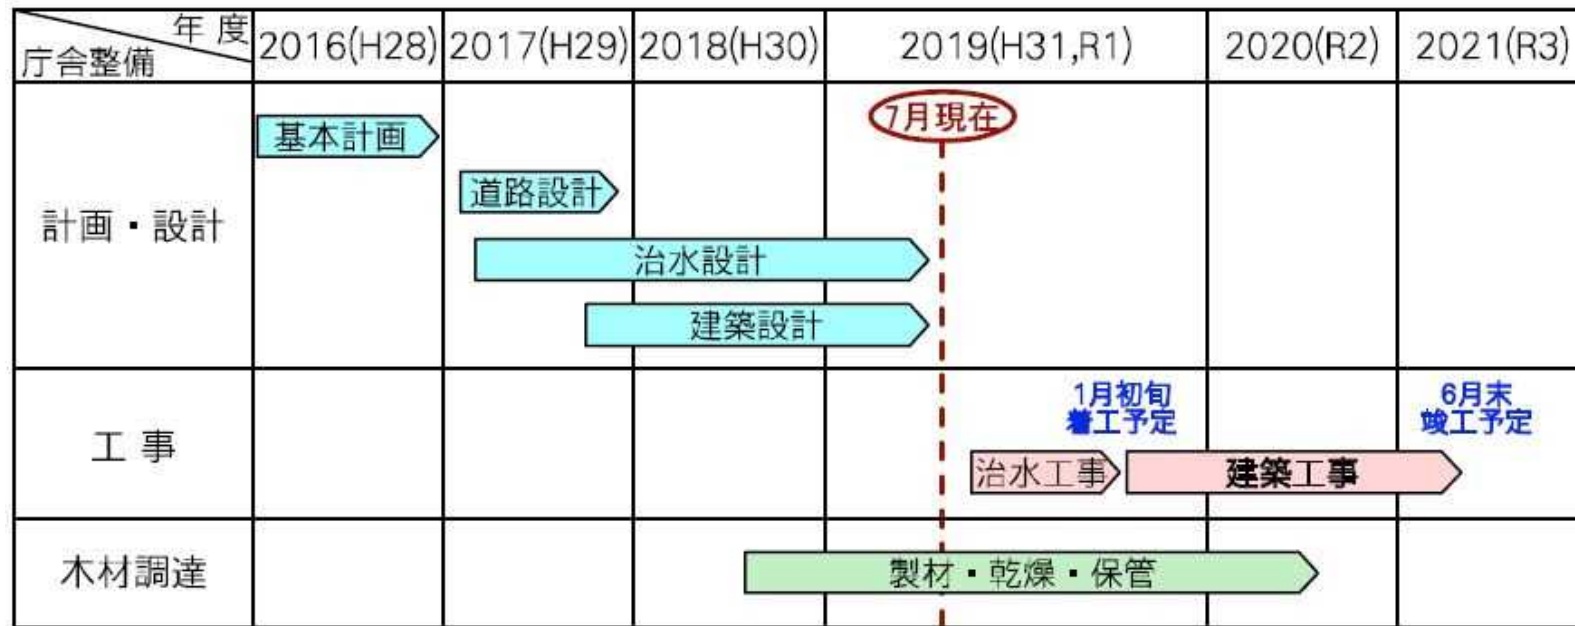 年 度
庁舎整備
2016(H28)
2017(H29)
2018(H30)
2019(H31,R1)
2020(R2)
2021(R3)
計画・設計
7月現在
基本計画
道路設計
治水設計
建築設計
工 事
1月初旬
着工予定
6月末
竣工予定
治水工事
建築工事
木材調達
製材・乾燥・保管